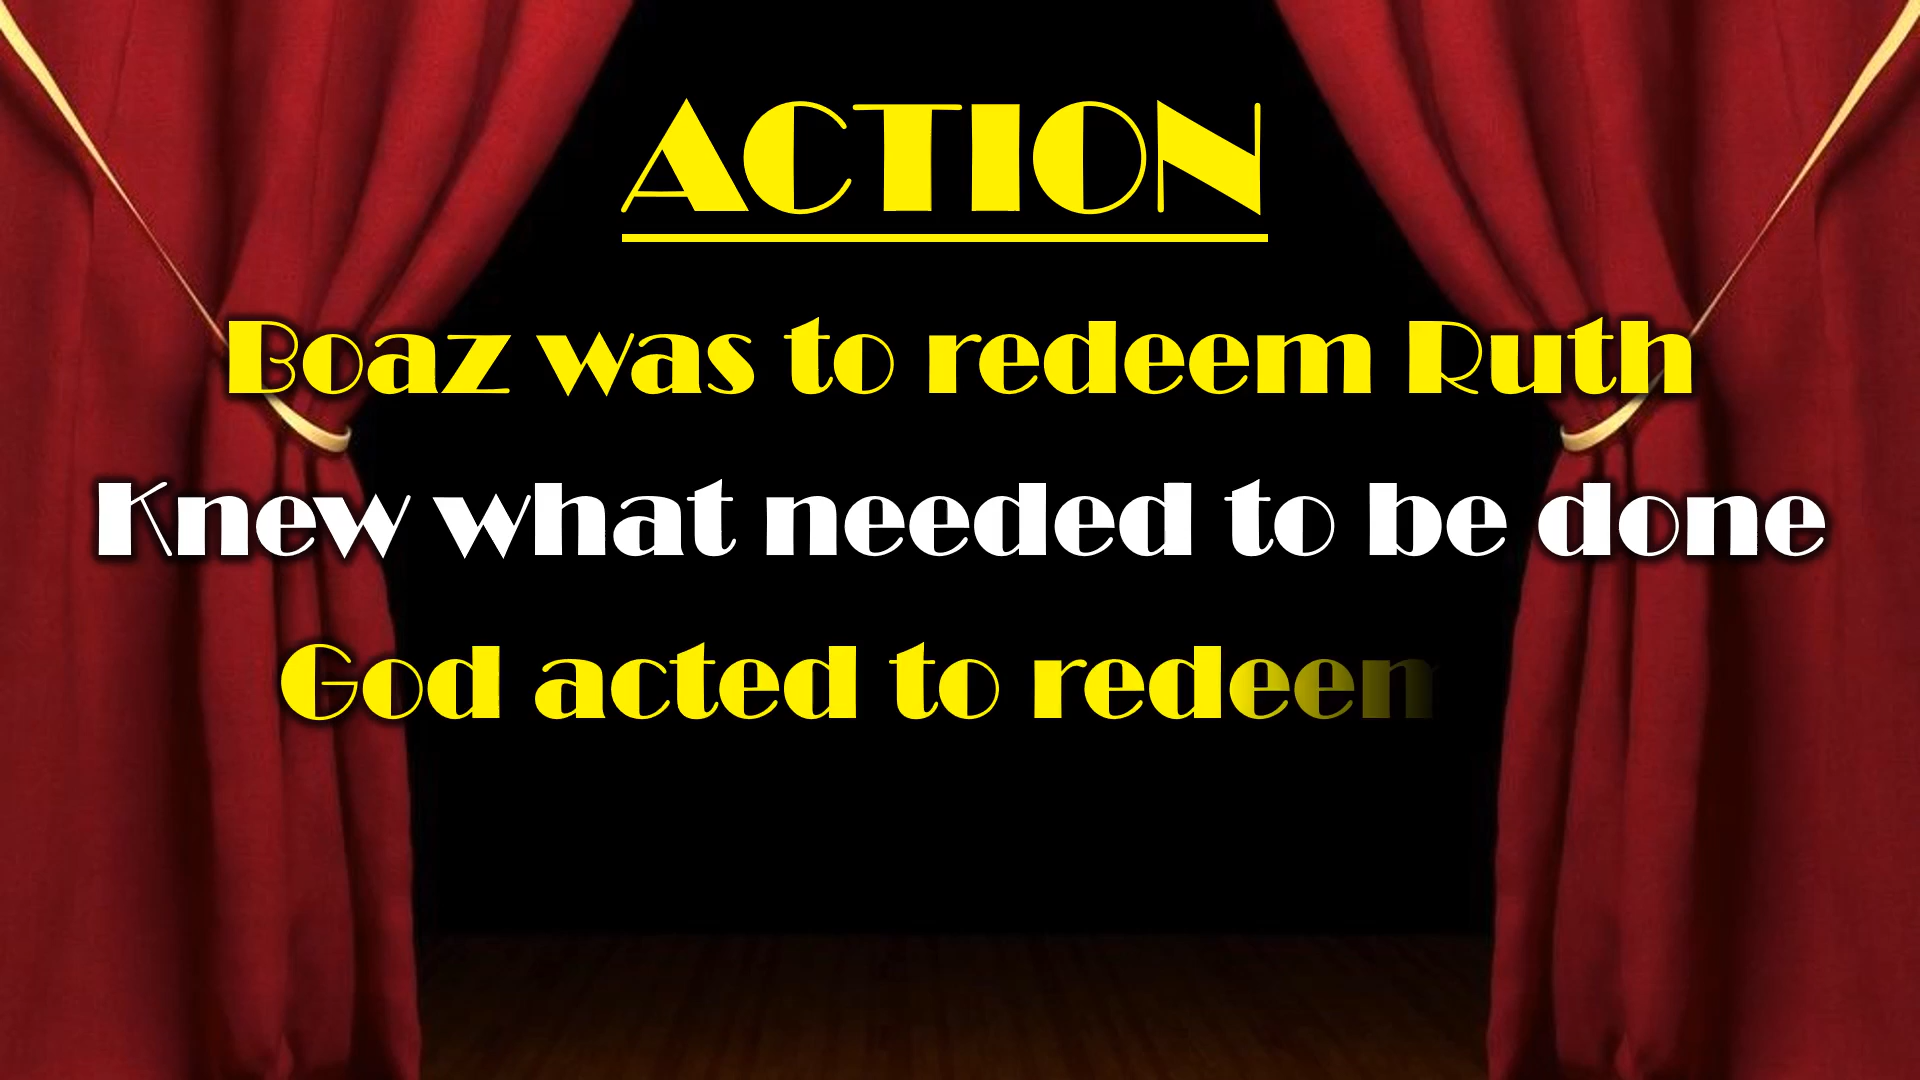 ACTION
Boaz was to redeem Ruth
Knew what needed to be done
God acted to redeem